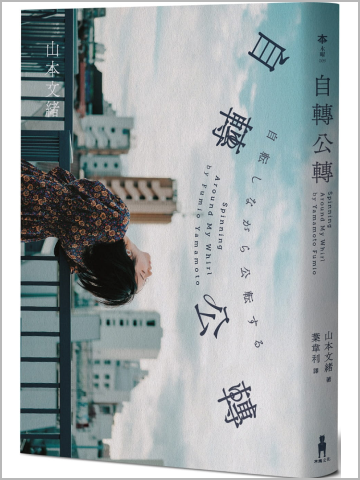 山本文緒
自轉公轉
自転しながら公転する
Spinning
Around My Whirl
by Fumio Yamamoto
自轉公轉
Spinning
Around My Whirl
by Yamamoto Fumio
山本文緒 著
葉韋利 譯